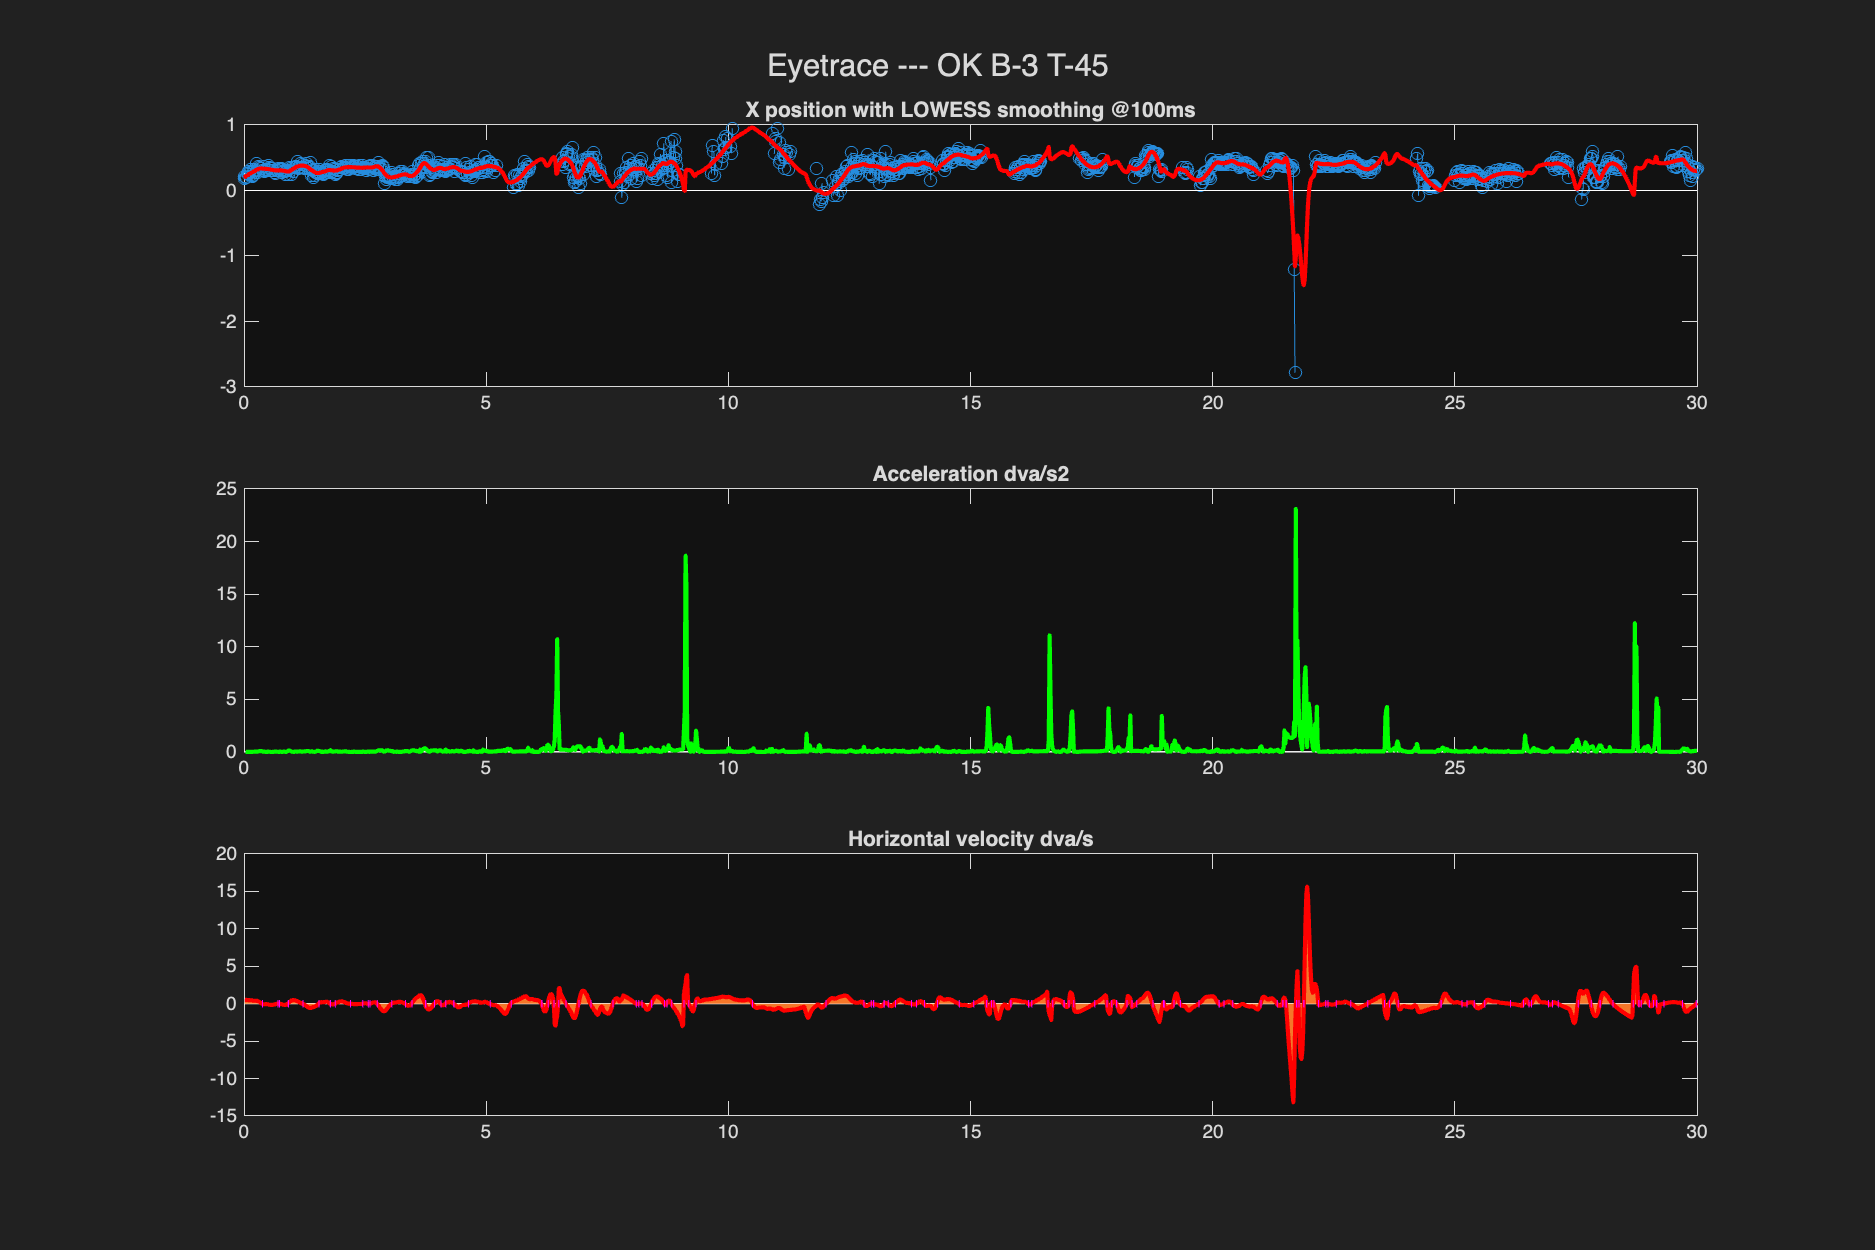 Eyetrace --- OK B-3 T-45
X position with LOWESS smoothing @100ms
1
0
-1
-2
-3
0 5 10 15 20 25 30
Acceleration dva/s2
25
20
15
10
5
0
0 5 10 15 20 25 30
Horizontal velocity dva/s
20
15
10
5
0
-5
-10
-15
0 5 10 15 20 25 30